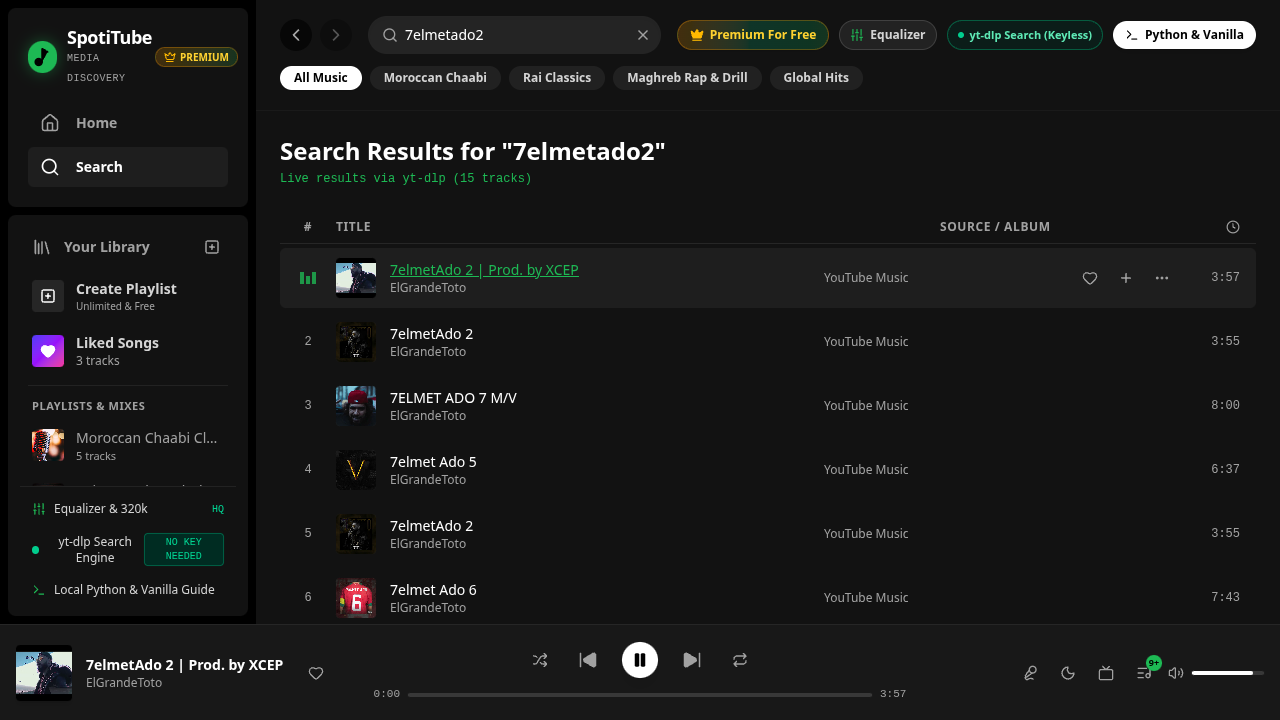 SpotiTube
MEDIA DISCOVERY
PREMIUM
Home
Search
Your Library
Create Playlist
Unlimited & Free
Liked Songs
3 tracks
PLAYLISTS & MIXES
Moroccan Chaabi Cl...
5 tracks
Equalizer & 320k
HQ
yt-dlp Search Engine
NO KEY NEEDED
Local Python & Vanilla Guide
7elmetado2
Premium For Free
Equalizer
yt-dlp Search (Keyless)
Python & Vanilla
All Music
Moroccan Chaabi
Rai Classics
Maghreb Rap & Drill
Global Hits
Search Results for "7elmetado2"
Live results via yt-dlp (15 tracks)
# TITLE SOURCE / ALBUM
7elmetAdo 2 | Prod. by XCEP
ElGrandeToto
YouTube Music
3:57
2
7elmetAdo 2
ElGrandeToto
YouTube Music
3:55
3
7ELMET ADO 7 M/V
ElGrandeToto
YouTube Music
8:00
4
7elmet Ado 5
ElGrandeToto
YouTube Music
6:37
5
7elmetAdo 2
ElGrandeToto
YouTube Music
3:55
6
7elmet Ado 6
ElGrandeToto
YouTube Music
7:43
7elmetAdo 2 | Prod. by XCEP
ElGrandeToto
0:00
3:57
9+